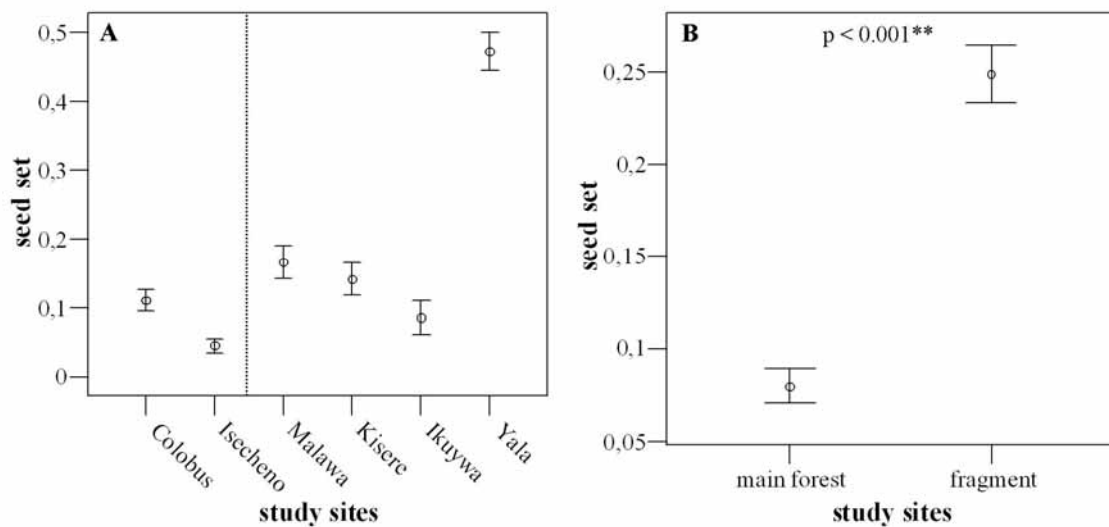 A
seed set
0,5
0,4
0,3
0,2
0,1
0
Colobus
Isecheno
Malawa
Kisere
Ikuywa
Yala
study sites
B
p < 0.001**
seed set
0,25
0,2
0,15
0,1
0,05
main forest
fragment
study sites